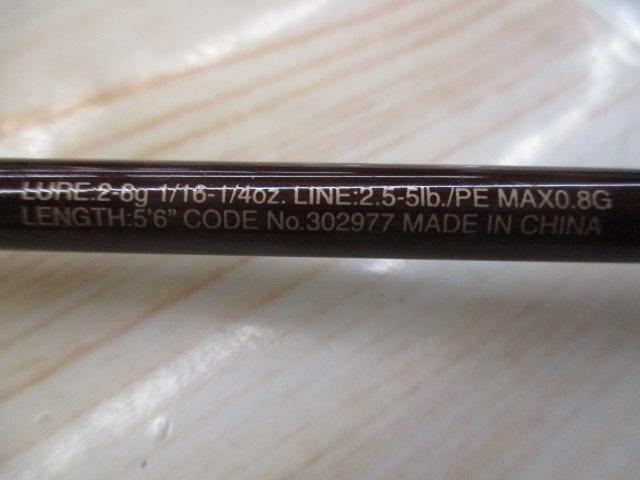 LURE:2-8g 1/16-1/4oz. LINE:2.5-5lb./PE MAX0.8G
LENGTH:5'6" CODE No.302977 MADE IN CHINA